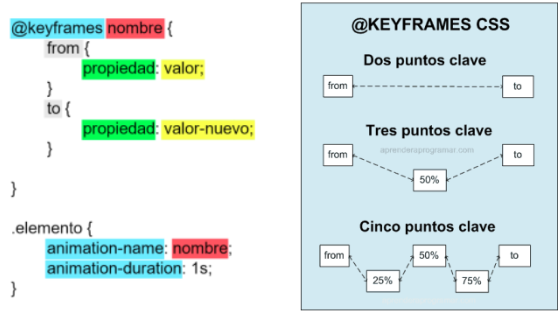 @keyframes nombre {
from {
propiedad: valor;
}
to {
propiedad: valor-nuevo;
}
}
.elemento {
animation-name: nombre;
animation-duration: 1s;
}
@KEYFRAMES CSS
Dos puntos clave
from to
Tres puntos clave
aprenderaprogramar.com
from to
50%
Cinco puntos clave
from 50% to
25% 75%